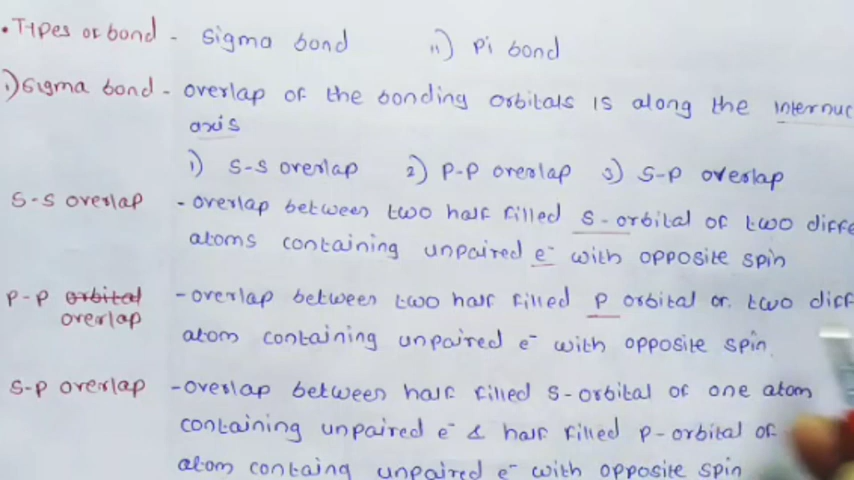 • Types of bond - sigma bond ii) pi bond
i) sigma bond - overlap of the bonding orbitals is along the internuc
axis
1) s-s overlap 2) p-p overlap 3) s-p overlap
s-s overlap - overlap between two half filled s-orbital of two diffe
atoms containing unpaired e⁻ with opposite spin
p-p orbital - overlap between two half filled p orbital of two diff
overlap
atom containing unpaired e⁻ with opposite spin.
s-p overlap - overlap between half filled s-orbital of one atom
containing unpaired e⁻ & half filled p-orbital of
atom containg unpaired e⁻ with opposite spin